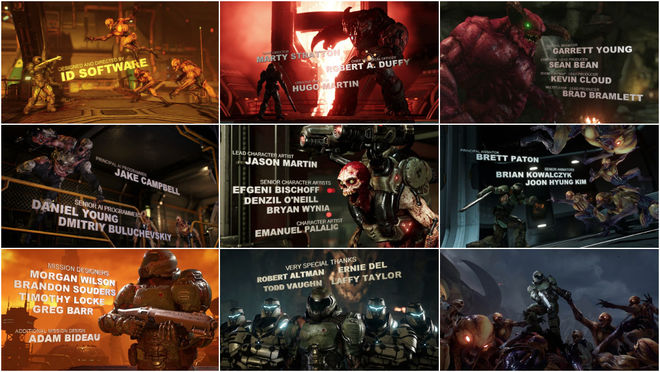 DESIGNED AND DIRECTED BY
ID SOFTWARE
MARTY STRATTON
ROBERT A. DUFFY
HUGO MARTIN
GARRETT YOUNG
SEAN BEAN
KEVIN CLOUD
BRAD BRAMLETT
PRINCIPAL AI PROGRAMMER
JAKE CAMPBELL
SENIOR AI PROGRAMMERS
DANIEL YOUNG
DMITRIY BULUCHEVSKIY
LEAD CHARACTER ARTIST
JASON MARTIN
SENIOR CHARACTER ARTISTS
EFGENI BISCHOFF
DENZIL O'NEILL
BRYAN WYNIA
CHARACTER ARTIST
EMANUEL PALALIC
PRINCIPAL ANIMATOR
BRETT PATON
SENIOR ANIMATORS
BRIAN KOWALCZYK
JOON HYUNG KIM
MISSION DESIGNERS
MORGAN WILSON
BRANDON SOUDERS
TIMOTHY LOCKE
GREG BARR
ADDITIONAL MISSION DESIGN
ADAM BIDEAU
VERY SPECIAL THANKS
ROBERT ALTMAN
ERNIE DEL
TODD VAUGHN
LAFFY TAYLOR